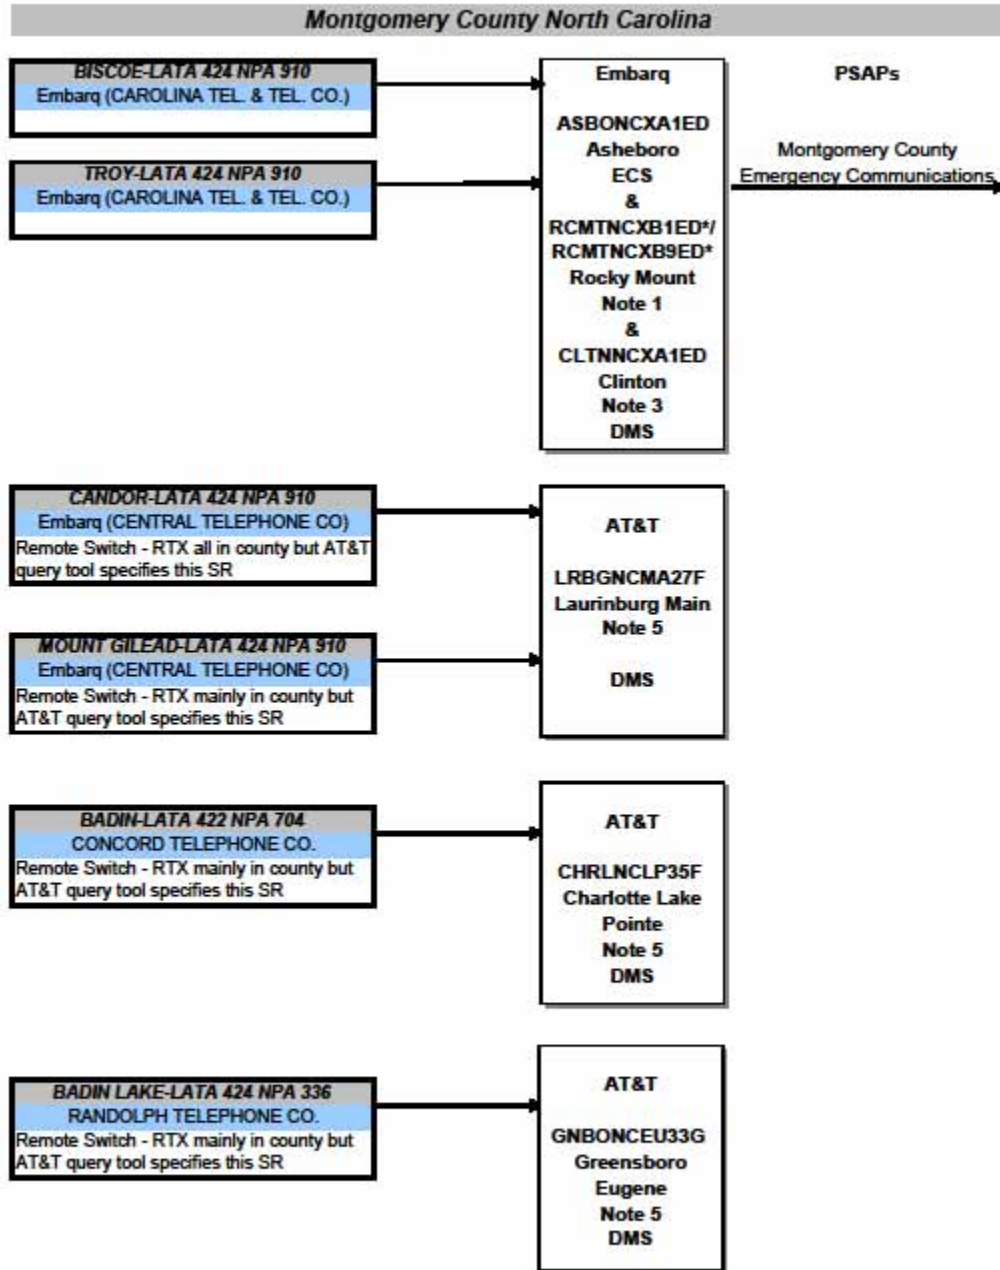 Montgomery County North Carolina
BISCOE-LATA 424 NPA 910
Embarq (CAROLINA TEL. & TEL. CO.)
TROY-LATA 424 NPA 910
Embarq (CAROLINA TEL. & TEL. CO.)
Embarq
ASBONCXA1ED
Asheboro
ECS
&
RCMTNCXB1ED*/
RCMTNCXB9ED*
Rocky Mount
Note 1
&
CLTNNCXA1ED
Clinton
Note 3
DMS
PSAPs
Montgomery County
Emergency Communications
CANDOR-LATA 424 NPA 910
Embarq (CENTRAL TELEPHONE CO)
Remote Switch - RTX all in county but AT&T
query tool specifies this SR
MOUNT GILEAD-LATA 424 NPA 910
Embarq (CENTRAL TELEPHONE CO)
Remote Switch - RTX mainly in county but
AT&T query tool specifies this SR
AT&T
LRBGNCMA27F
Laurinburg Main
Note 5
DMS
BADIN-LATA 422 NPA 704
CONCORD TELEPHONE CO.
Remote Switch - RTX mainly in county but
AT&T query tool specifies this SR
AT&T
CHRLNCLP35F
Charlotte Lake
Pointe
Note 5
DMS
BADIN LAKE-LATA 424 NPA 336
RANDOLPH TELEPHONE CO.
Remote Switch - RTX mainly in county but
AT&T query tool specifies this SR
AT&T
GNBONCEU33G
Greensboro
Eugene
Note 5
DMS